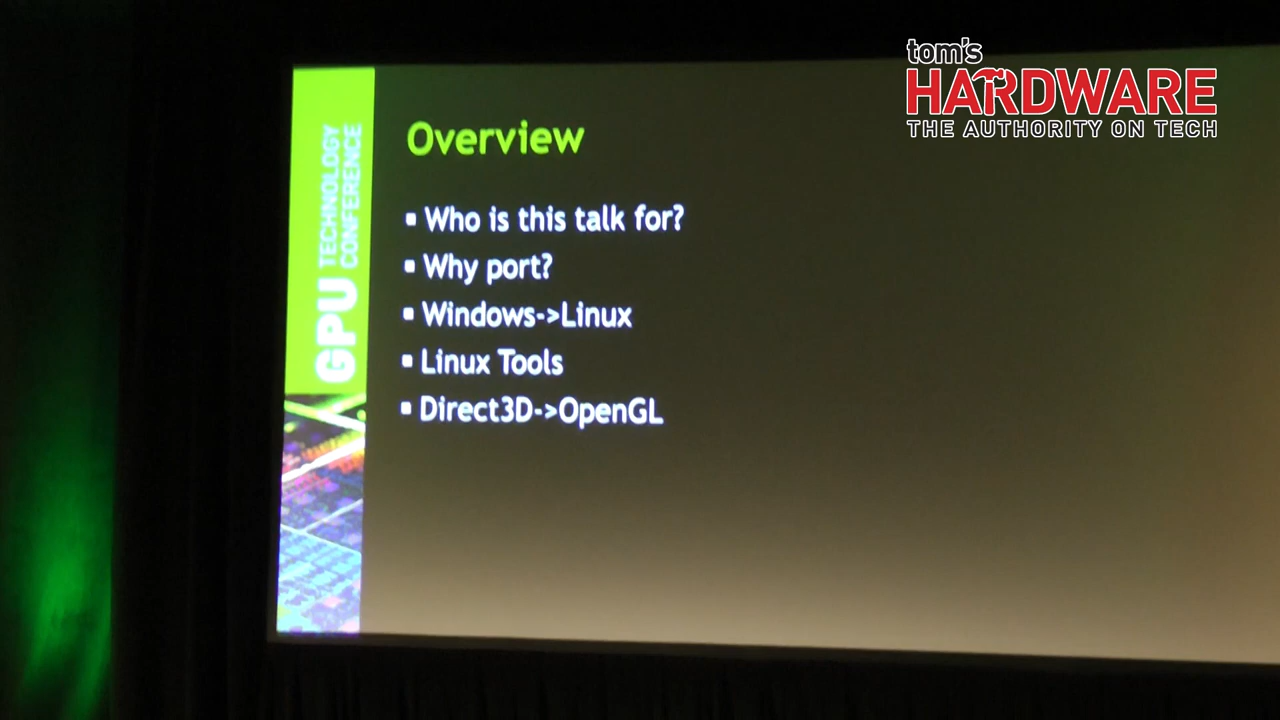 tom's
HARDWARE
THE AUTHORITY ON TECH
GPU TECHNOLOGY
CONFERENCE
Overview
▪ Who is this talk for?
▪ Why port?
▪ Windows->Linux
▪ Linux Tools
▪ Direct3D->OpenGL